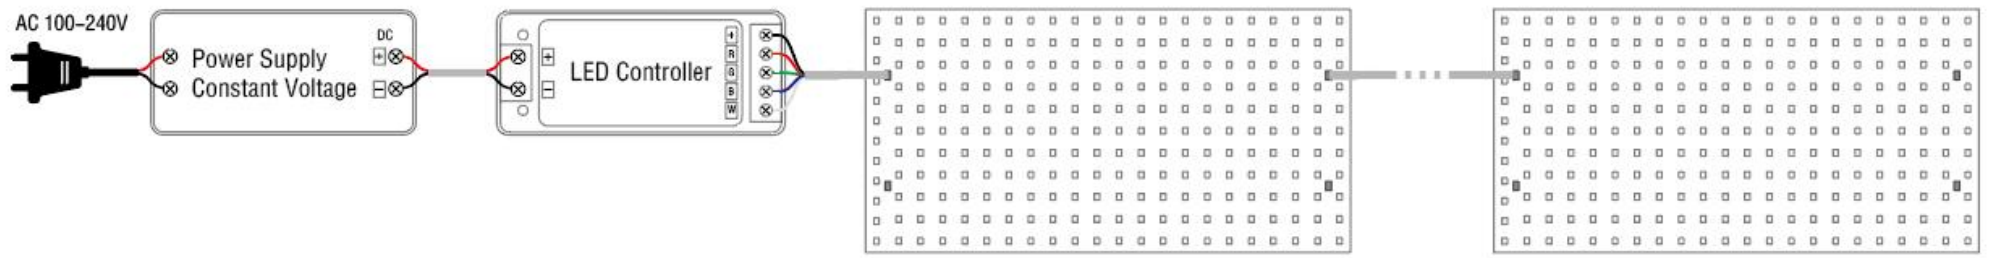 AC 100–240V
DC
Power Supply
+
Constant Voltage
−
LED Controller
+
−
+
R
G
B
W